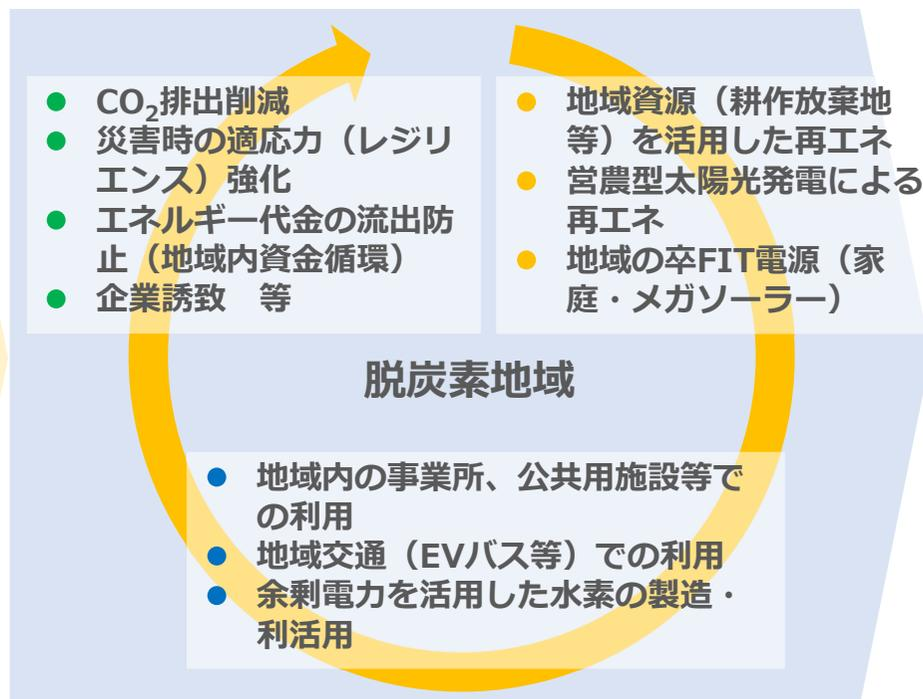 CO₂排出削減
災害時の適応力（レジリ
エンス）強化
エネルギー代金の流出防
止（地域内資金循環）
企業誘致　等
地域資源（耕作放棄地
等）を活用した再エネ
営農型太陽光発電による
再エネ
地域の卒FIT電源（家
庭・メガソーラー）
脱炭素地域
地域内の事業所、公共用施設等で
の利用
地域交通（EVバス等）での利用
余剰電力を活用した水素の製造・
利活用